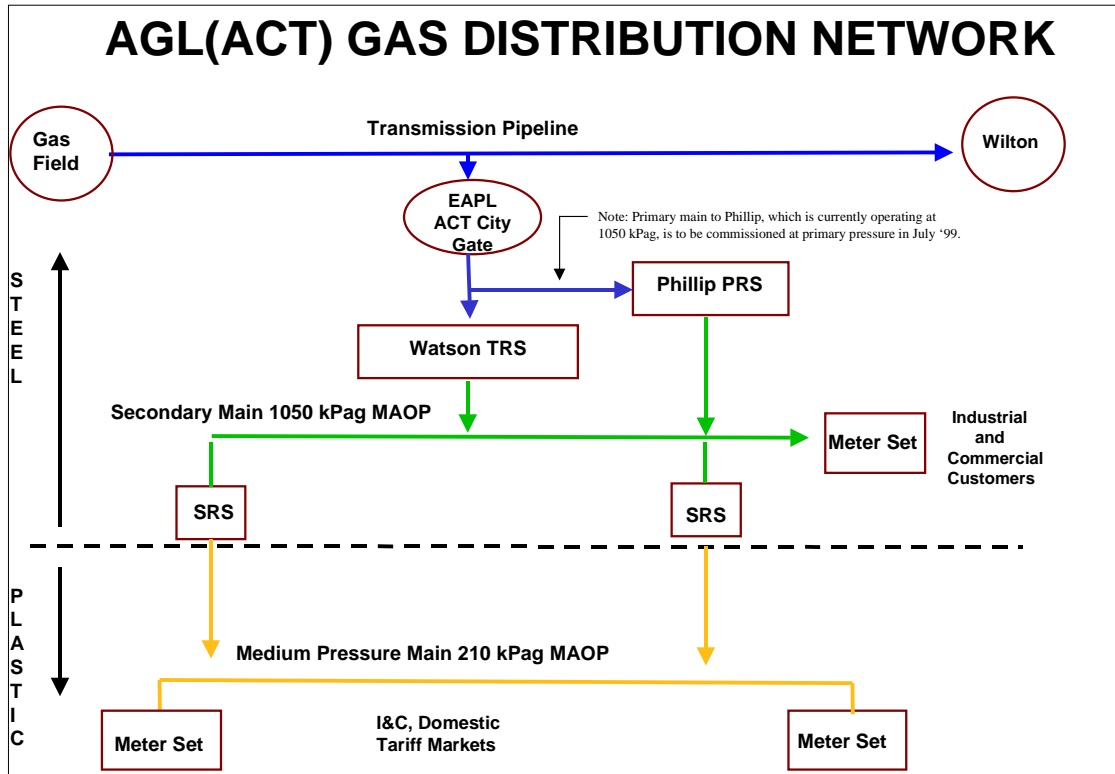 AGL(ACT) GAS DISTRIBUTION NETWORK
Gas
Field
Transmission Pipeline
Wilton
EAPL
ACT City
Gate
Note: Primary main to Phillip, which is currently operating at
1050 kPag, is to be commissioned at primary pressure in July ‘99.
Phillip PRS
STEEL
Watson TRS
Secondary Main 1050 kPag MAOP
Meter Set
Industrial
and
Commercial
Customers
SRS
SRS
PLASTIC
Medium Pressure Main 210 kPag MAOP
Meter Set
I&C, Domestic
Tariff Markets
Meter Set